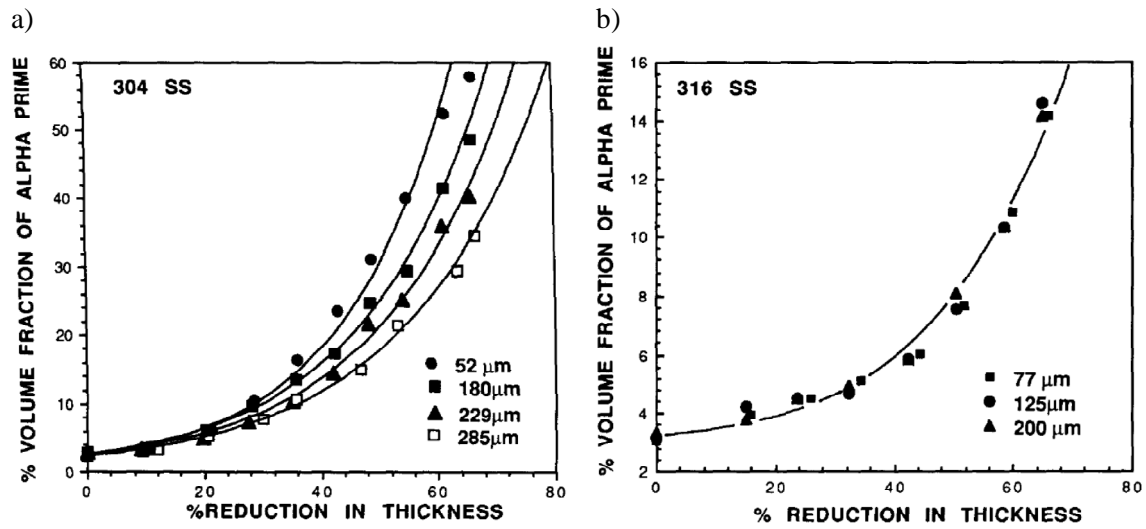 a)
% VOLUME FRACTION OF ALPHA PRIME
60
50
40
30
20
10
0
304 SS
52 µm
180µm
229µm
285µm
0
20
40
60
80
%REDUCTION IN THICKNESS
b)
% VOLUME FRACTION OF ALPHA PRIME
16
14
12
10
8
6
4
2
316 SS
77 µm
125µm
200 µm
0
20
40
60
80
% REDUCTION IN THICKNESS